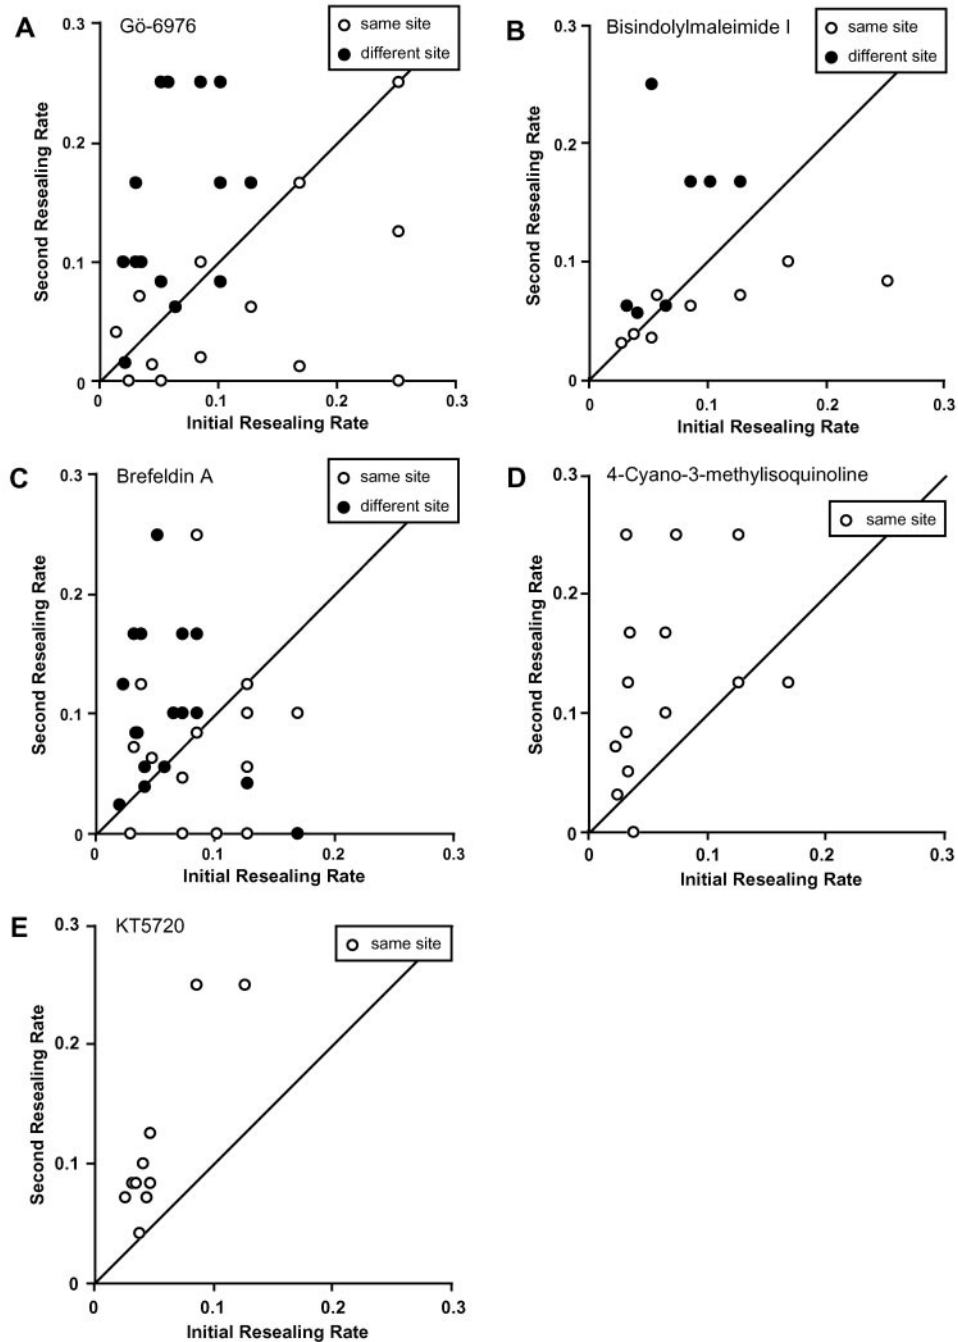 A
Gö-6976
same site
different site
0.3
0.2
0.1
0
Second Resealing Rate
0
0.1
0.2
0.3
Initial Resealing Rate
B
Bisindolylmaleimide I
same site
different site
0.3
0.2
0.1
0
Second Resealing Rate
0
0.1
0.2
0.3
Initial Resealing Rate
C
Brefeldin A
same site
different site
0.3
0.2
0.1
0
Second Resealing Rate
0
0.1
0.2
0.3
Initial Resealing Rate
D
4-Cyano-3-methylisoquinoline
same site
0.3
0.2
0.1
0
Second Resealing Rate
0
0.1
0.2
0.3
Initial Resealing Rate
E
KT5720
same site
0.3
0.2
0.1
0
Second Resealing Rate
0
0.1
0.2
0.3
Initial Resealing Rate